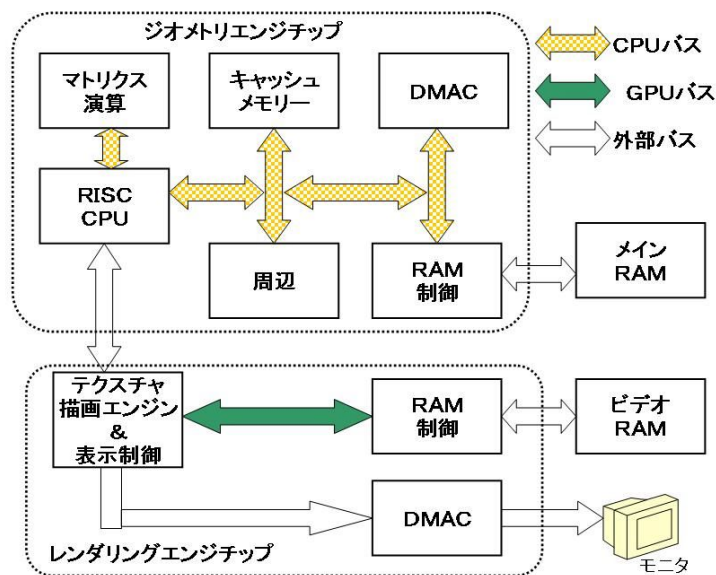 ジオメトリエンジチップ
CPUバス
GPUバス
外部バス
マトリクス
演算
キャッシュ
メモリー
DMAC
RISC
CPU
周辺
RAM
制御
メイン
RAM
テクスチャ
描画エンジン
&
表示制御
RAM
制御
ビデオ
RAM
DMAC
モニタ
レンダリングエンジチップ